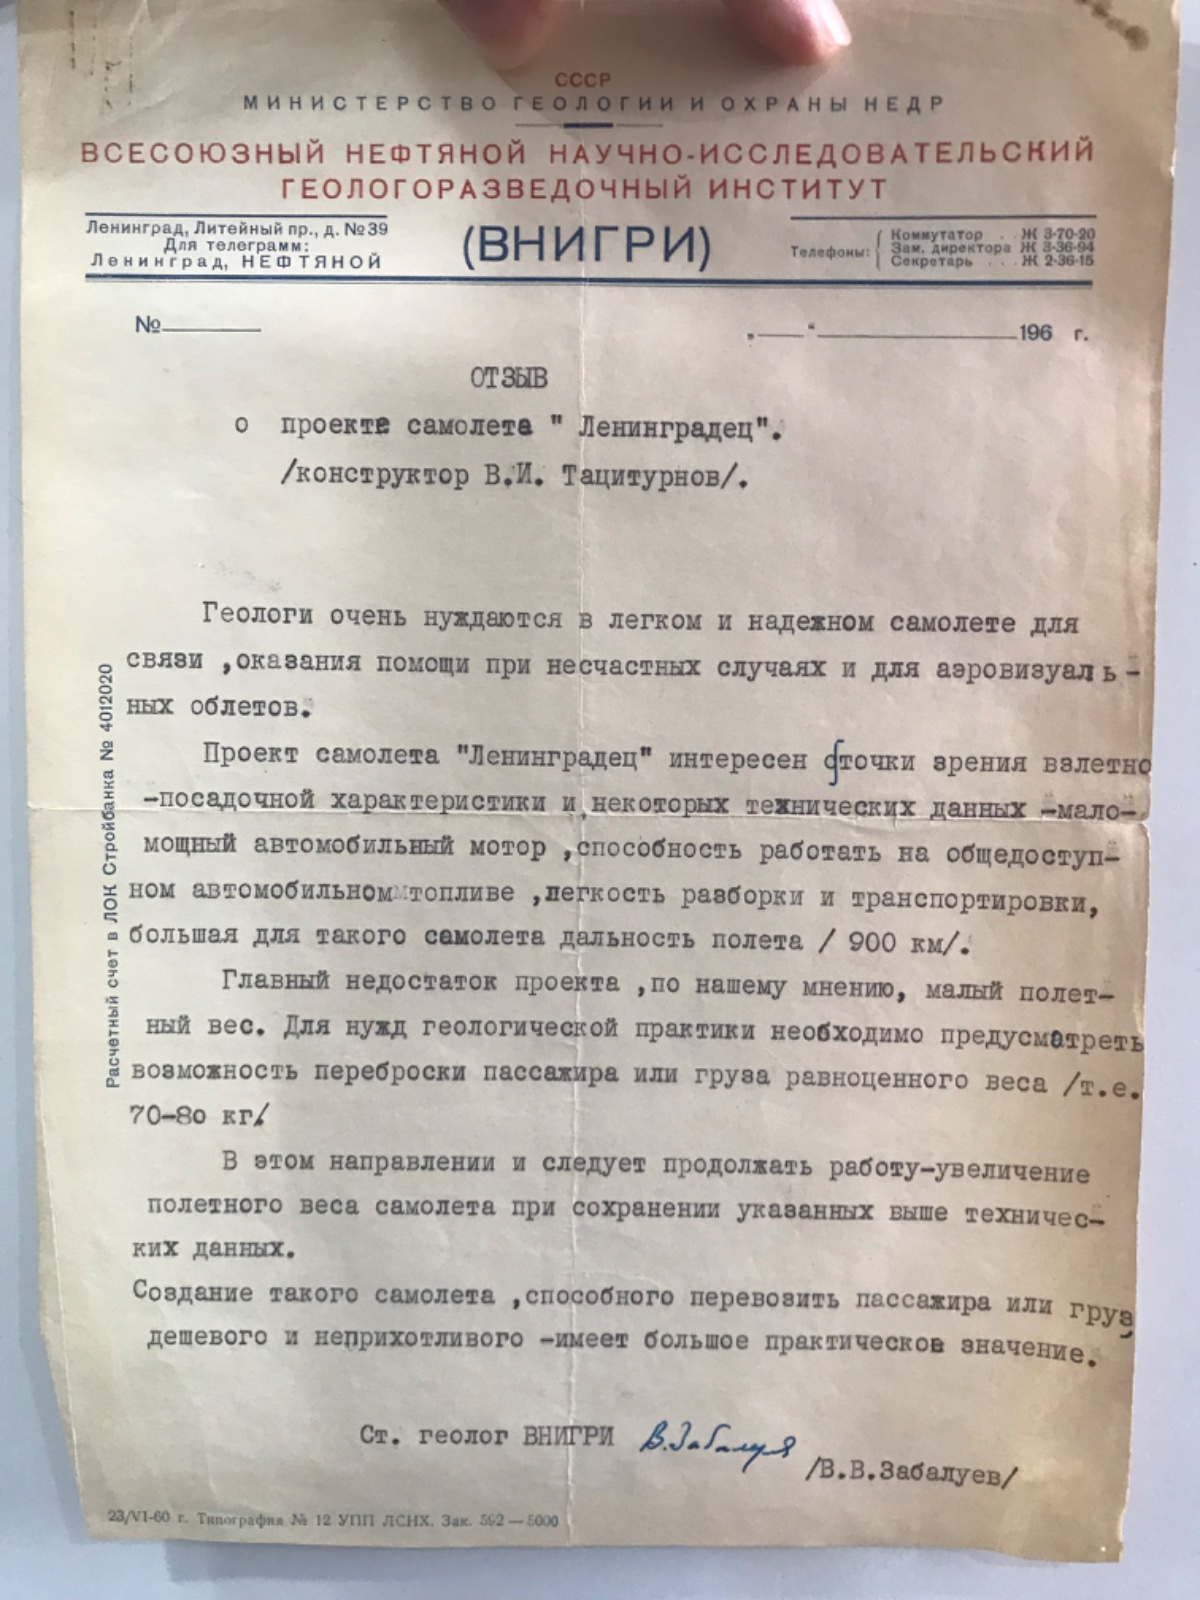 СССР
МИНИСТЕРСТВО ГЕОЛОГИИ И ОХРАНЫ НЕДР
ВСЕСОЮЗНЫЙ НЕФТЯНОЙ НАУЧНО-ИССЛЕДОВАТЕЛЬСКИЙ
ГЕОЛОГОРАЗВЕДОЧНЫЙ ИНСТИТУТ
Ленинград, Литейный пр., д. №39
Для телеграмм:
Ленинград, НЕФТЯНОЙ
(ВНИГРИ)
Телефоны:
Коммутатор . . Ж 3-70-20
Зам. директора Ж 3-36-94
Секретарь . . . Ж 2-36-15
№______
„___“ ____________196 г.
ОТЗЫВ
о проекте самолета " Ленинградец".
/конструктор В.И. Тацитурнов/.
Геологи очень нуждаются в легком и надежном самолете для
связи ,оказания помощи при несчастных случаях и для аэровизуаль-
ных облетов.
Проект самолета "Ленинградец" интересен с точки зрения взлетно
-посадочной характеристики и некоторых технических данных -мало-
мощный автомобильный мотор ,способность работать на общедоступ-
ном автомобильном топливе ,легкость разборки и транспортировки,
большая для такого самолета дальность полета / 900 км/.
Главный недостаток проекта ,по нашему мнению, малый полет-
ный вес. Для нужд геологической практики необходимо предусматреть
возможность переброски пассажира или груза равноценного веса /т.е.
70-80 кг/
В этом направлении и следует продолжать работу-увеличение
полетного веса самолета при сохранении указанных выше техничес-
ких данных.
Создание такого самолета ,способного перевозить пассажира или груз
дешевого и неприхотливого -имеет большое практическое значение.
Ст. геолог ВНИГРИ В.Забалуев
/В.В.Забалуев/
Расчетный счет в ЛОК Стройбанка № 4012020
23/VI-60 г. Типография № 12 УПП ЛСНХ. Зак. 592—5000